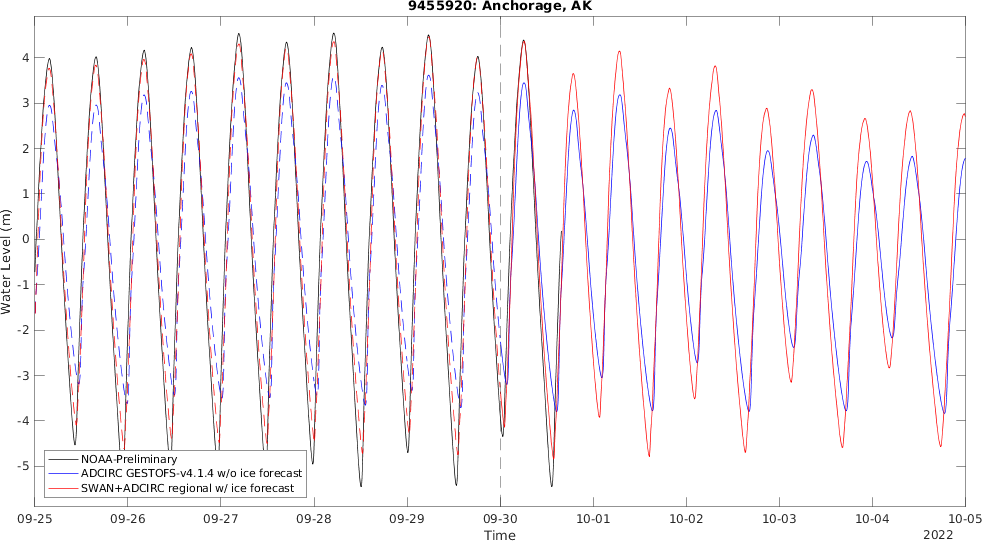 9455920: Anchorage, AK
Water Level (m)
4
3
2
1
0
-1
-2
-3
-4
-5
NOAA-Preliminary
ADCIRC GESTOFS-v4.1.4 w/o ice forecast
SWAN+ADCIRC regional w/ ice forecast
09-25 09-26 09-27 09-28 09-29 09-30 10-01 10-02 10-03 10-04 10-05
Time
2022